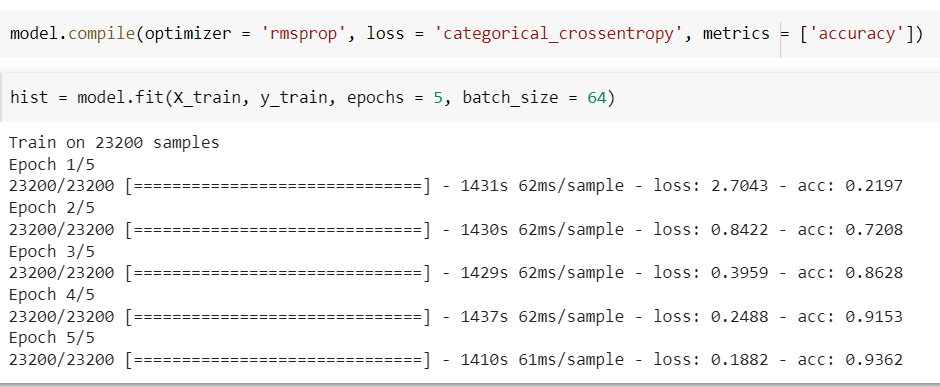 model.compile(optimizer = 'rmsprop', loss = 'categorical_crossentropy', metrics = ['accuracy'])
hist = model.fit(X_train, y_train, epochs = 5, batch_size = 64)
Train on 23200 samples
Epoch 1/5
23200/23200 [==============================] - 1431s 62ms/sample - loss: 2.7043 - acc: 0.2197
Epoch 2/5
23200/23200 [==============================] - 1430s 62ms/sample - loss: 0.8422 - acc: 0.7208
Epoch 3/5
23200/23200 [==============================] - 1429s 62ms/sample - loss: 0.3959 - acc: 0.8628
Epoch 4/5
23200/23200 [==============================] - 1437s 62ms/sample - loss: 0.2488 - acc: 0.9153
Epoch 5/5
23200/23200 [==============================] - 1410s 61ms/sample - loss: 0.1882 - acc: 0.9362